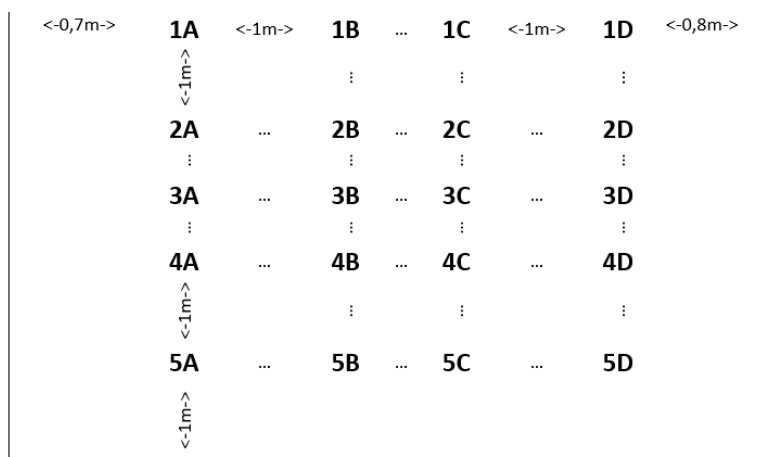 <-0,7m-> 1A <-1m-> 1B ... 1C <-1m-> 1D <-0,8m->
<-1m-> ... ... ...
2A ... 2B ... 2C ... 2D
... ... ... ...
3A ... 3B ... 3C ... 3D
... ... ... ...
4A ... 4B ... 4C ... 4D
<-1m-> ... ... ...
5A ... 5B ... 5C ... 5D
<-1m->